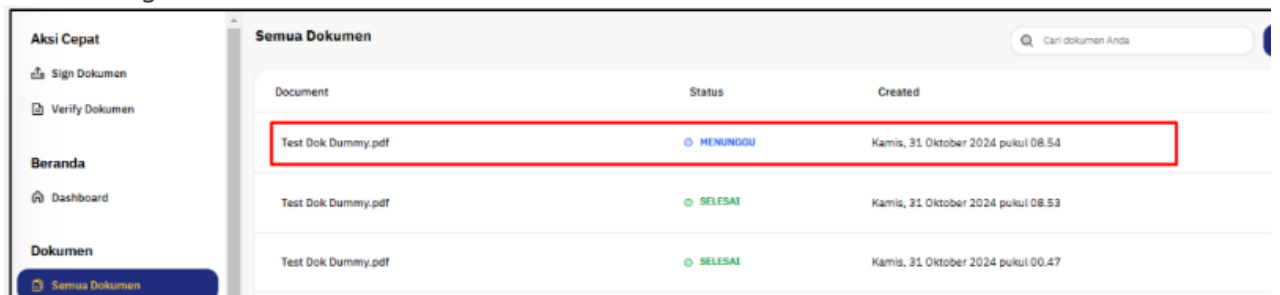 Aksi Cepat
Sign Dokumen
Verify Dokumen
Beranda
Dashboard
Dokumen
Semua Dokumen
Semua Dokumen
Cari dokumen Anda
Document Status Created
Test Dok Dummy.pdf MENUNGGU Kamis, 31 Oktober 2024 pukul 08.54
Test Dok Dummy.pdf SELESAI Kamis, 31 Oktober 2024 pukul 08.53
Test Dok Dummy.pdf SELESAI Kamis, 31 Oktober 2024 pukul 00.47